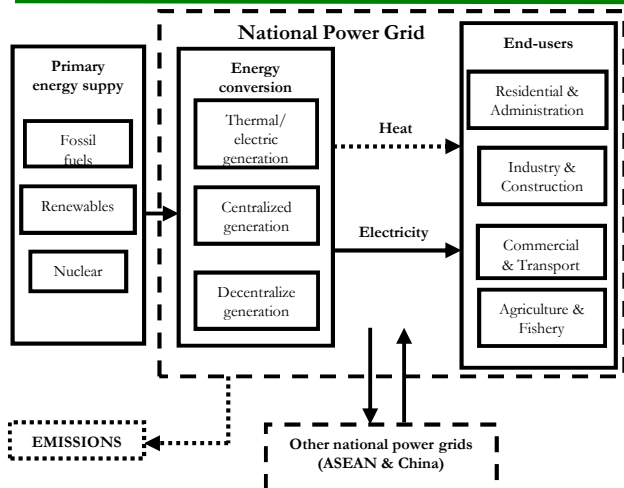 National Power Grid
Primary
energy suppy
Fossil
fuels
Renewables
Nuclear
Energy
conversion
Thermal/
electric
generation
Centralized
generation
Decentralize
generation
Heat
Electricity
End-users
Residential &
Administration
Industry &
Construction
Commercial
& Transport
Agriculture &
Fishery
EMISSIONS
Other national power grids
(ASEAN & China)